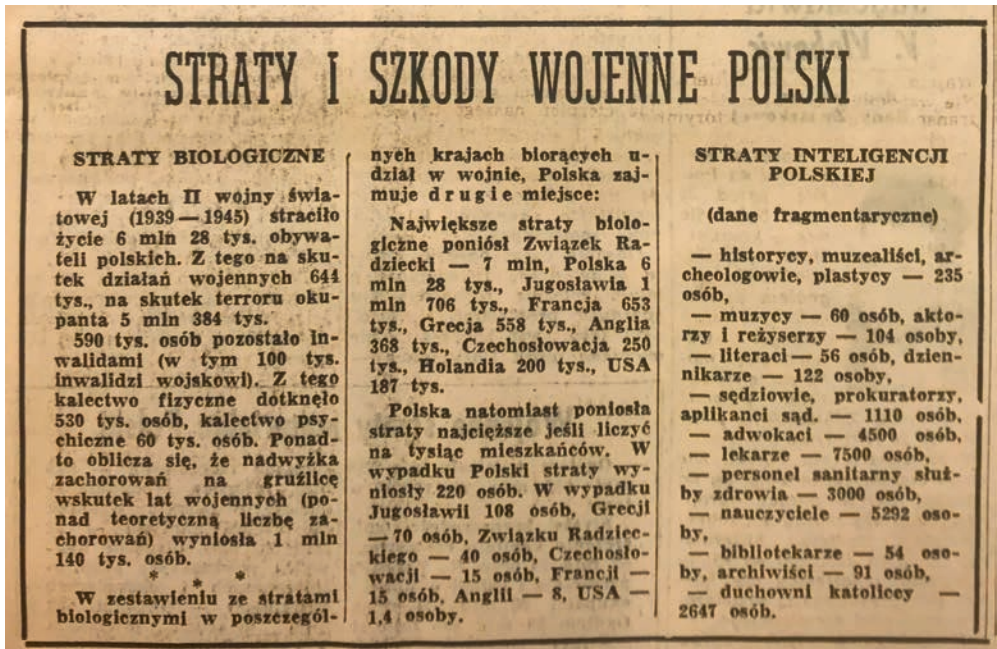 STRATY I SZKODY WOJENNE POLSKI
STRATY BIOLOGICZNE
W latach II wojny świa-
towej (1939 — 1945) straciło
życie 6 mln 28 tys. obywa-
teli polskich. Z tego na sku-
tek działań wojennych 644
tys., na skutek terroru oku-
panta 5 mln 384 tys.
590 tys. osób pozostało in-
walidami (w tym 100 tys.
inwalidzi wojskowi). Z tego
kalectwo fizyczne dotknęło
530 tys. osób, kalectwo psy-
chiczne 60 tys. osób. Ponad-
to oblicza się, że nadwyżka
zachorowań na gruźlicę
wskutek lat wojennych (po-
nad teoretyczną liczbę za-
chorowań) wyniosła 1 mln
140 tys. osób.
* * *
W zestawieniu ze stratami
biologicznymi w poszczegól-
nych krajach biorących u-
dział w wojnie, Polska zaj-
muje drugie miejsce:
Największe straty biolo-
giczne poniósł Związek Ra-
dziecki — 7 mln, Polska 6
mln 28 tys., Jugosławia 1
mln 706 tys., Francja 653
tys., Grecja 558 tys., Anglia
368 tys., Czechosłowacja 250
tys., Holandia 200 tys., USA
187 tys.
Polska natomiast poniosła
straty najcięższe jeśli liczyć
na tysiąc mieszkańców. W
wypadku Polski straty wy-
niosły 220 osób. W wypadku
Jugosławii 108 osób, Grecji
— 70 osób, Związku Radziec-
kiego — 40 osób, Czechosło-
wacji — 15 osób, Francji —
15 osób, Anglii — 8, USA —
1,4 osoby.
STRATY INTELIGENCJI
POLSKIEJ
(dane fragmentaryczne)
— historycy, muzealiści, ar-
cheologowie, plastycy — 235
osób,
— muzycy — 60 osób, akto-
rzy i reżyserzy — 104 osoby,
— literaci — 56 osób, dzien-
nikarze — 122 osoby,
— sędziowie, prokuratorzy,
aplikanci sąd. — 1110 osób,
— adwokaci — 4500 osób,
— lekarze — 7500 osób,
— personel sanitarny służ-
by zdrowia — 3000 osób,
— nauczyciele — 5292 oso-
by,
— bibliotekarze — 54 oso-
by, archiwiści — 91 osób,
— duchowni katoliccy —
2647 osób.